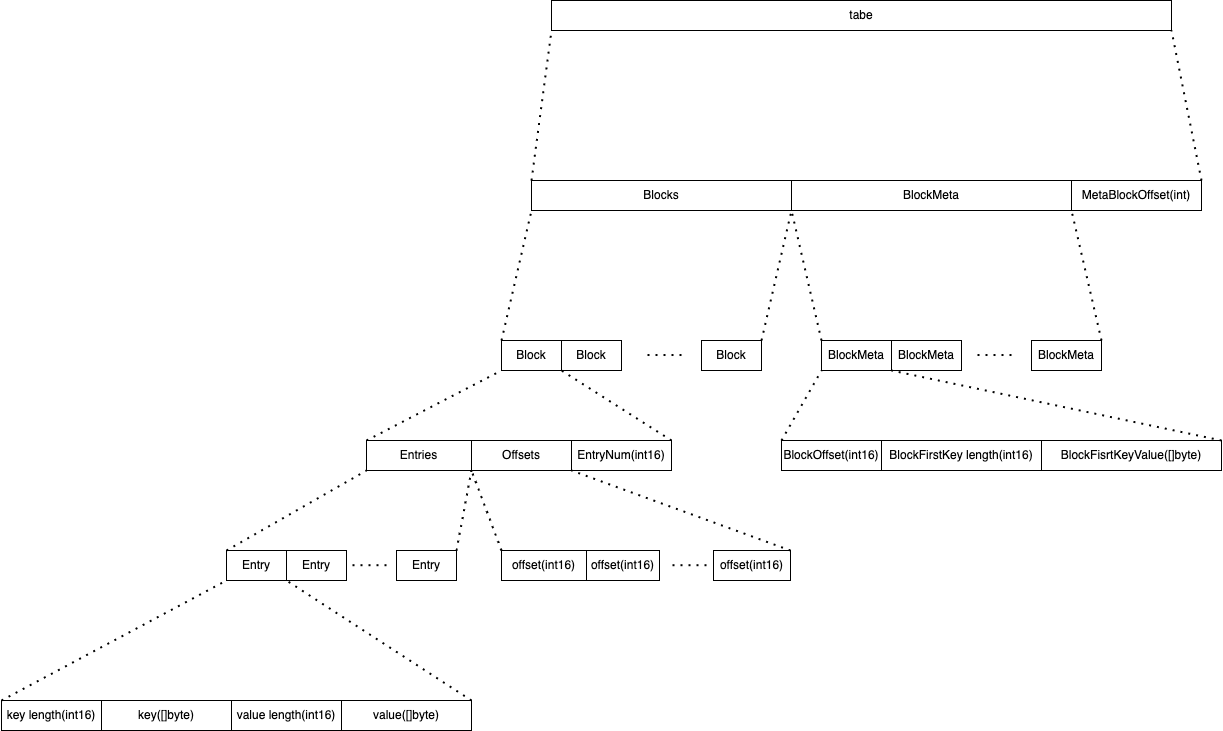 tabe
Blocks
BlockMeta
MetaBlockOffset(int)
Block
Block
Block
BlockMeta
BlockMeta
BlockMeta
Entries
Offsets
EntryNum(int16)
BlockOffset(int16)
BlockFirstKey length(int16)
BlockFisrtKeyValue([]byte)
Entry
Entry
Entry
offset(int16)
offset(int16)
offset(int16)
key length(int16)
key([]byte)
value length(int16)
value([]byte)